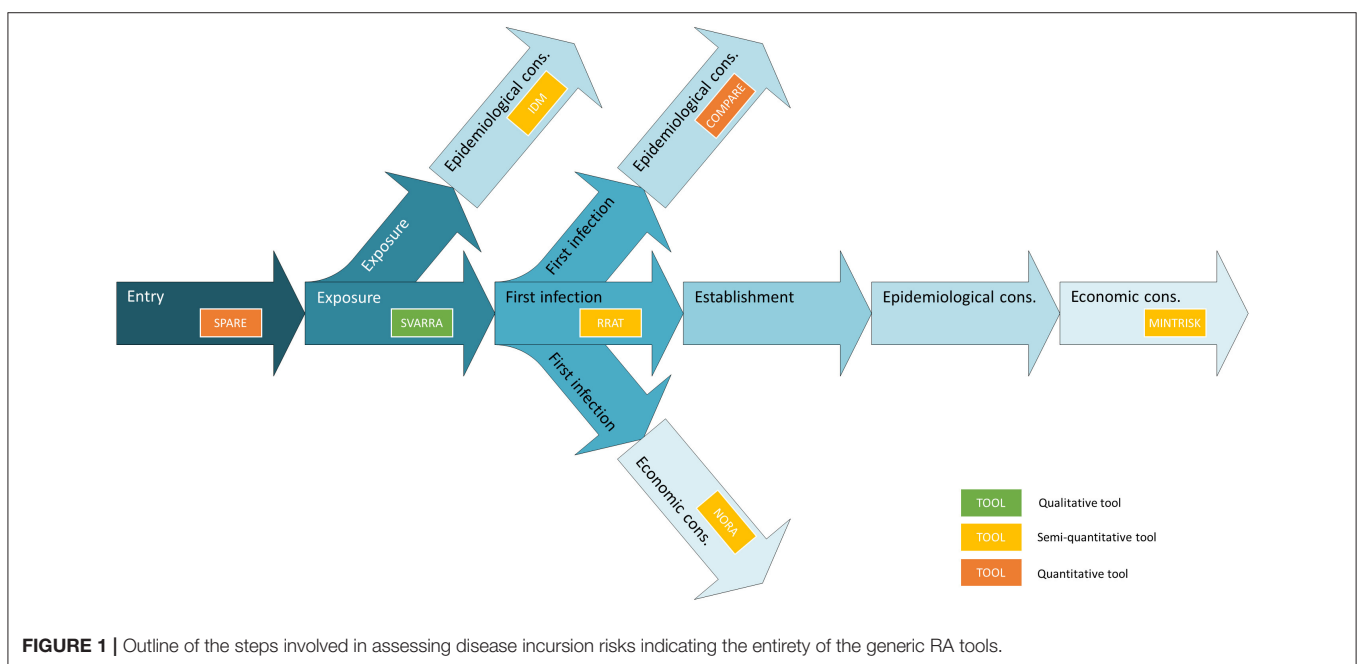 Epidemiological cons.
IDM
Epidemiological cons.
COMPARE
Exposure
First infection
Entry
SPARE
Exposure
SVARRA
First infection
RRAT
Establishment
Epidemiological cons.
Economic cons.
MINTRISK
First infection
Economic cons.
NORA
TOOL Qualitative tool
TOOL Semi-quantitative tool
TOOL Quantitative tool
FIGURE 1 | Outline of the steps involved in assessing disease incursion risks indicating the entirety of the generic RA tools.